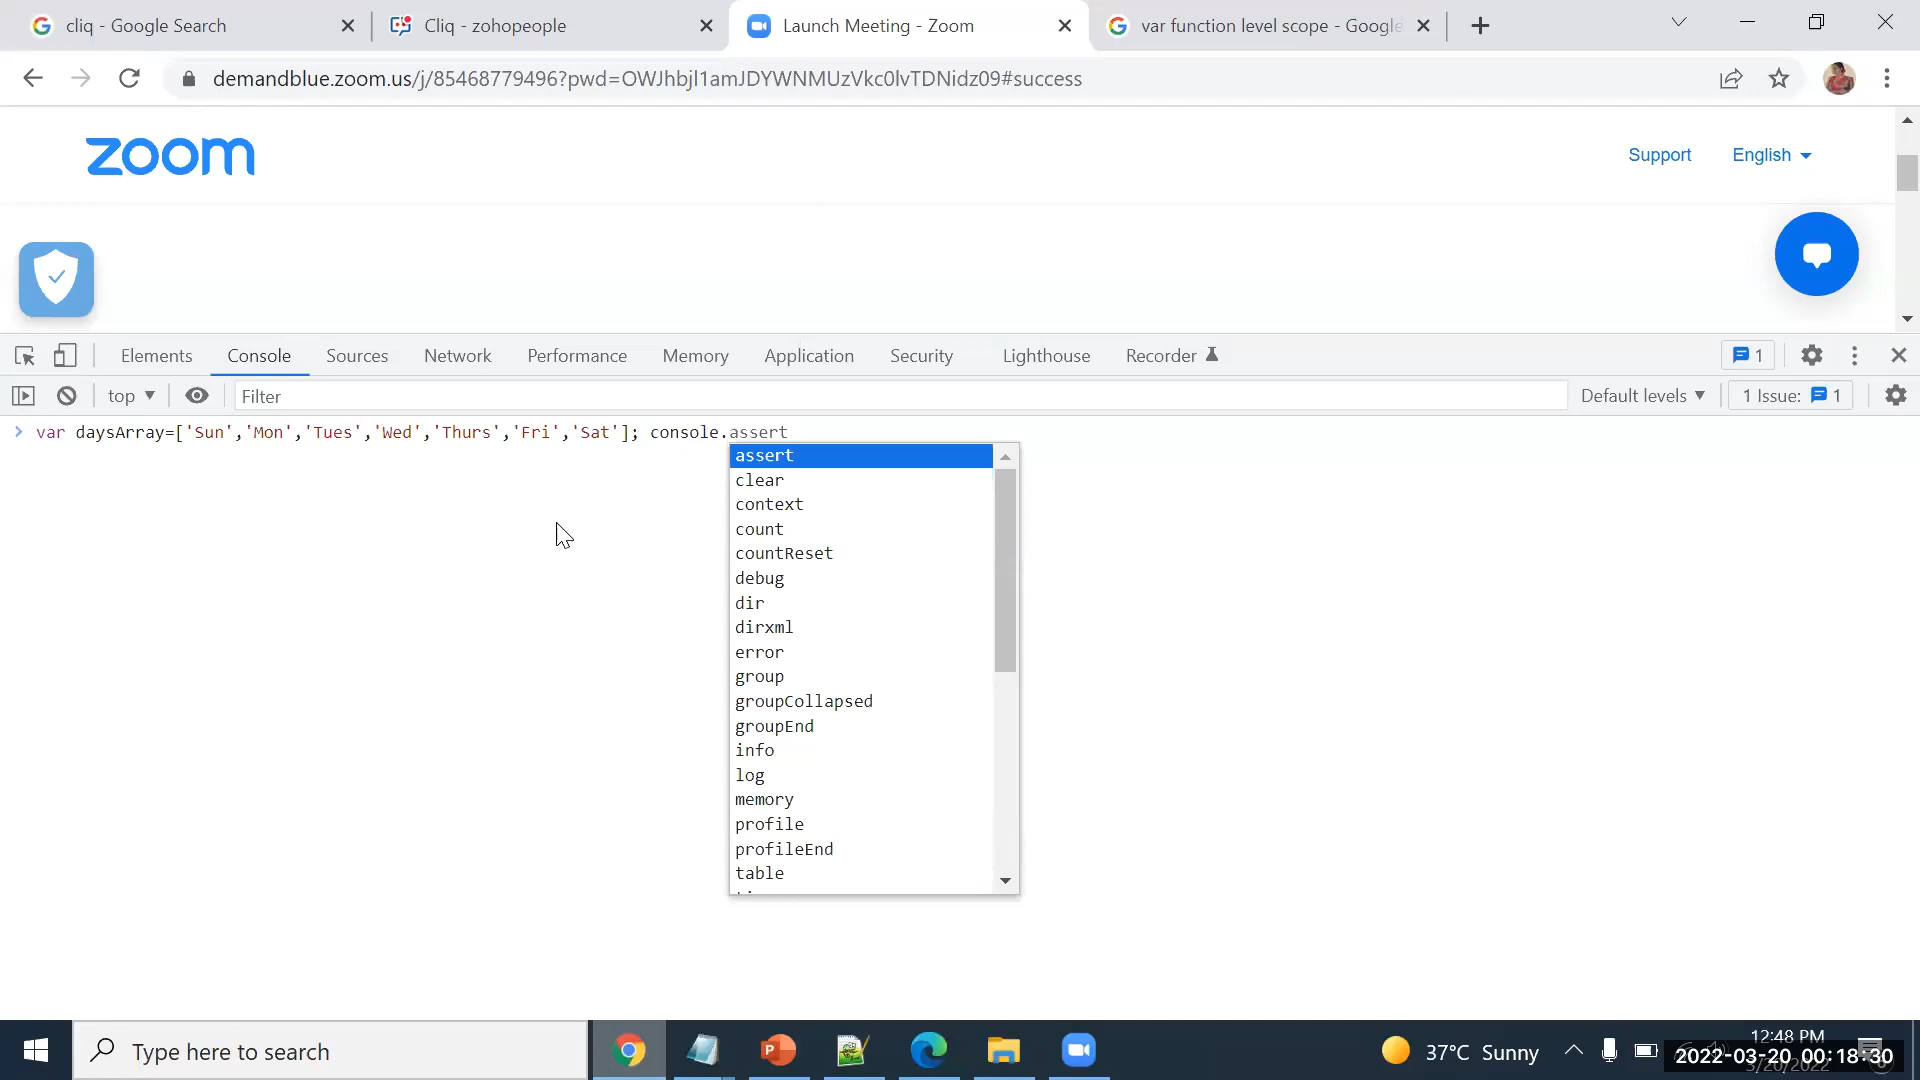 cliq - Google Search
Cliq - zohopeople
Launch Meeting - Zoom
var function level scope - Google
demandblue.zoom.us/j/85468779496?pwd=OWJhbjl1amJDYWNMUzVkc0lvTDNidz09#success
zoom
Support
English
Elements
Console
Sources
Network
Performance
Memory
Application
Security
Lighthouse
Recorder
1
top
Filter
Default levels
1 Issue:
1
> var daysArray=['Sun','Mon','Tues','Wed','Thurs','Fri','Sat']; console.assert
assert
clear
context
count
countReset
debug
dir
dirxml
error
group
groupCollapsed
groupEnd
info
log
memory
profile
profileEnd
table
Type here to search
37°C Sunny
12:48 PM
2022-03-20 00:18:30
3/20/2022